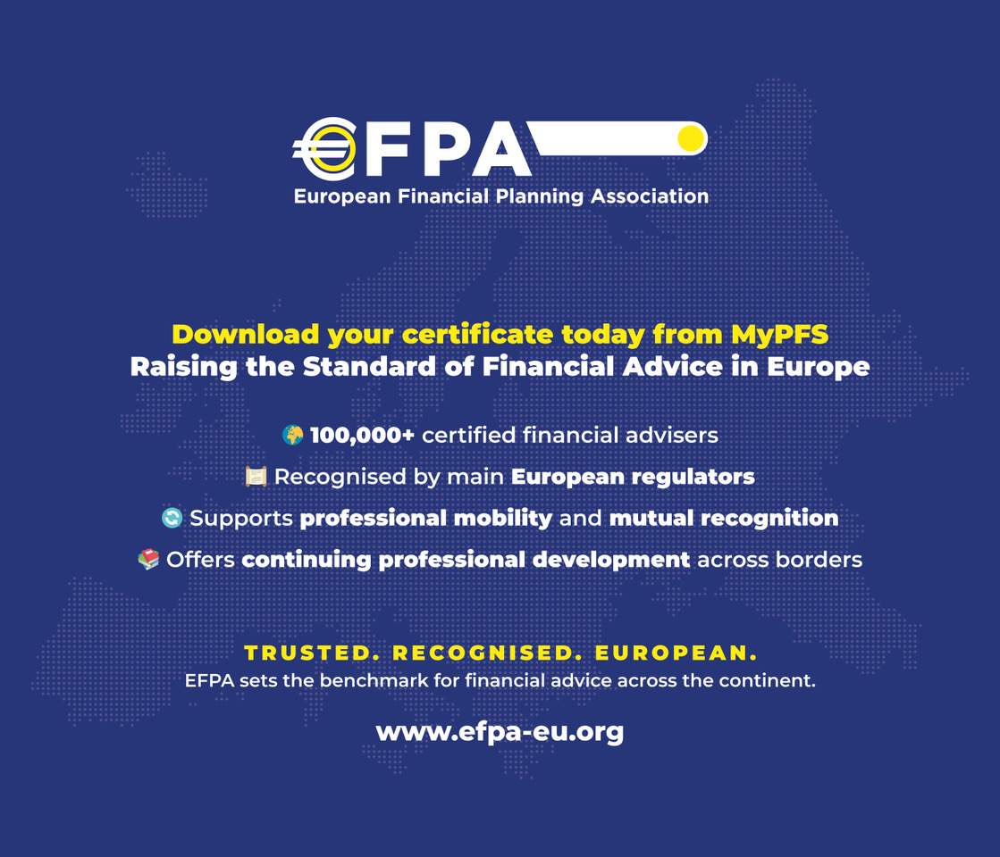 EFPA
European Financial Planning Association
Download your certificate today from MyPFS
Raising the Standard of Financial Advice in Europe
100,000+ certified financial advisers
Recognised by main European regulators
Supports professional mobility and mutual recognition
Offers continuing professional development across borders
TRUSTED. RECOGNISED. EUROPEAN.
EFPA sets the benchmark for financial advice across the continent.
www.efpa-eu.org